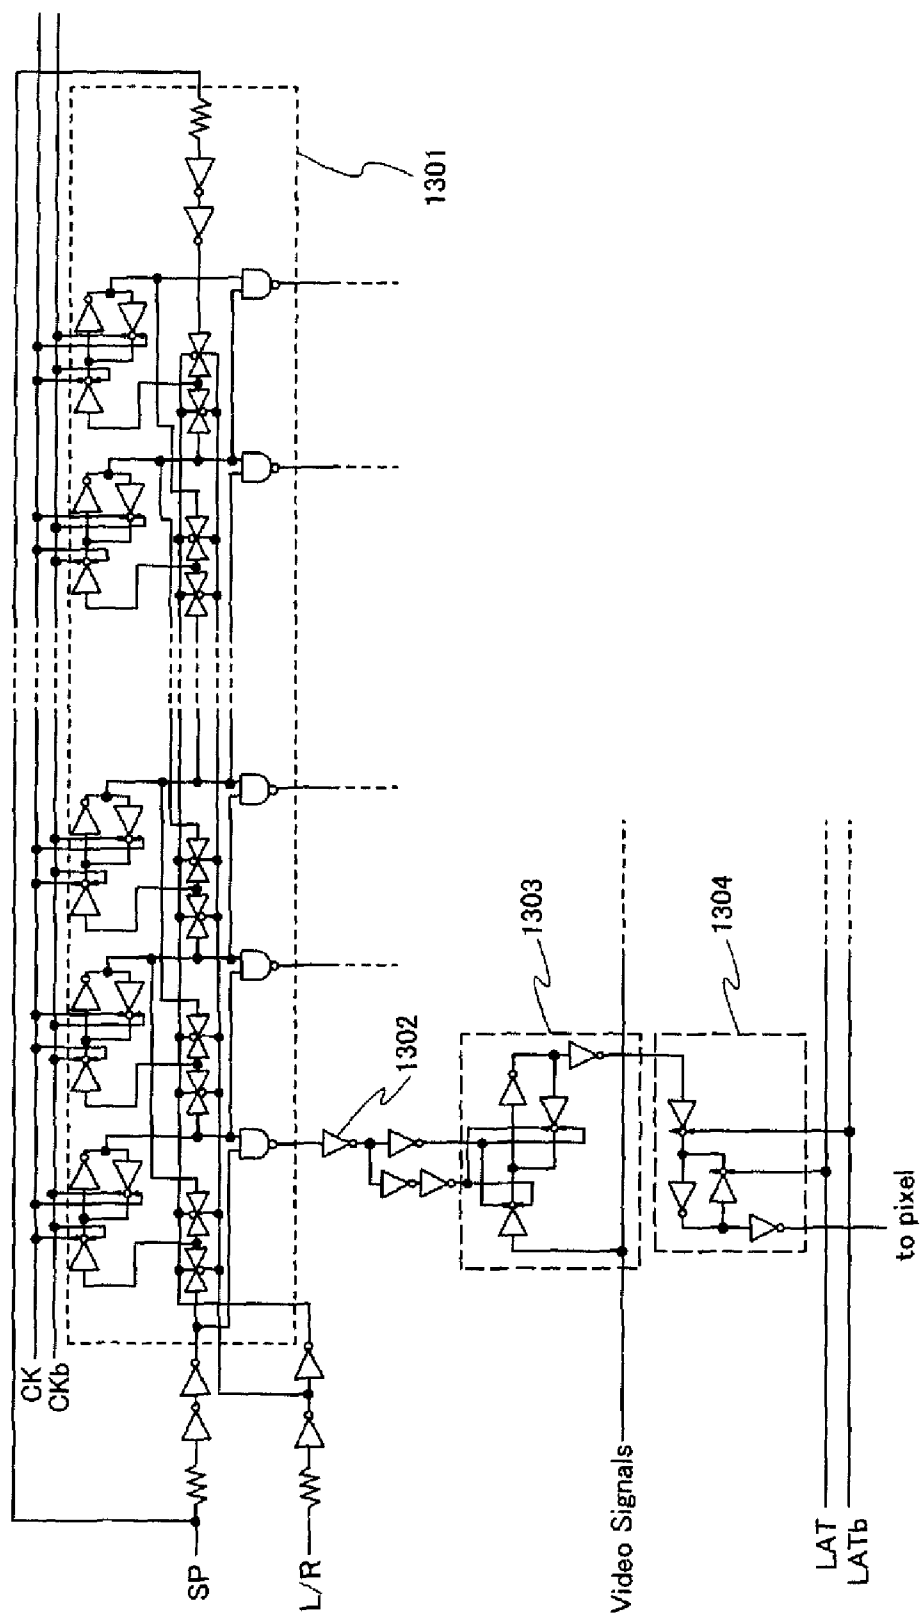 CK
CKb
SP
L/R
1301
1302
1303
Video Signals
1304
LAT
LATb
to pixel